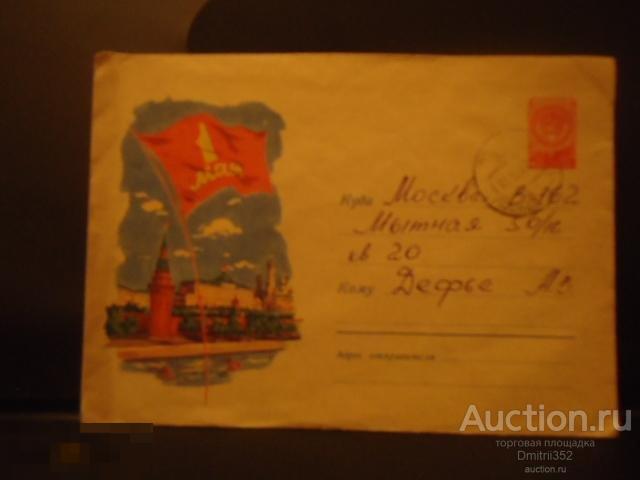 1
МАЯ
Куда Москва В-162
Мытная
кв 20
Кому Дефье
Адрес отправителя
Auction.ru
торговая площадка
Dmitrii352
auction.ru